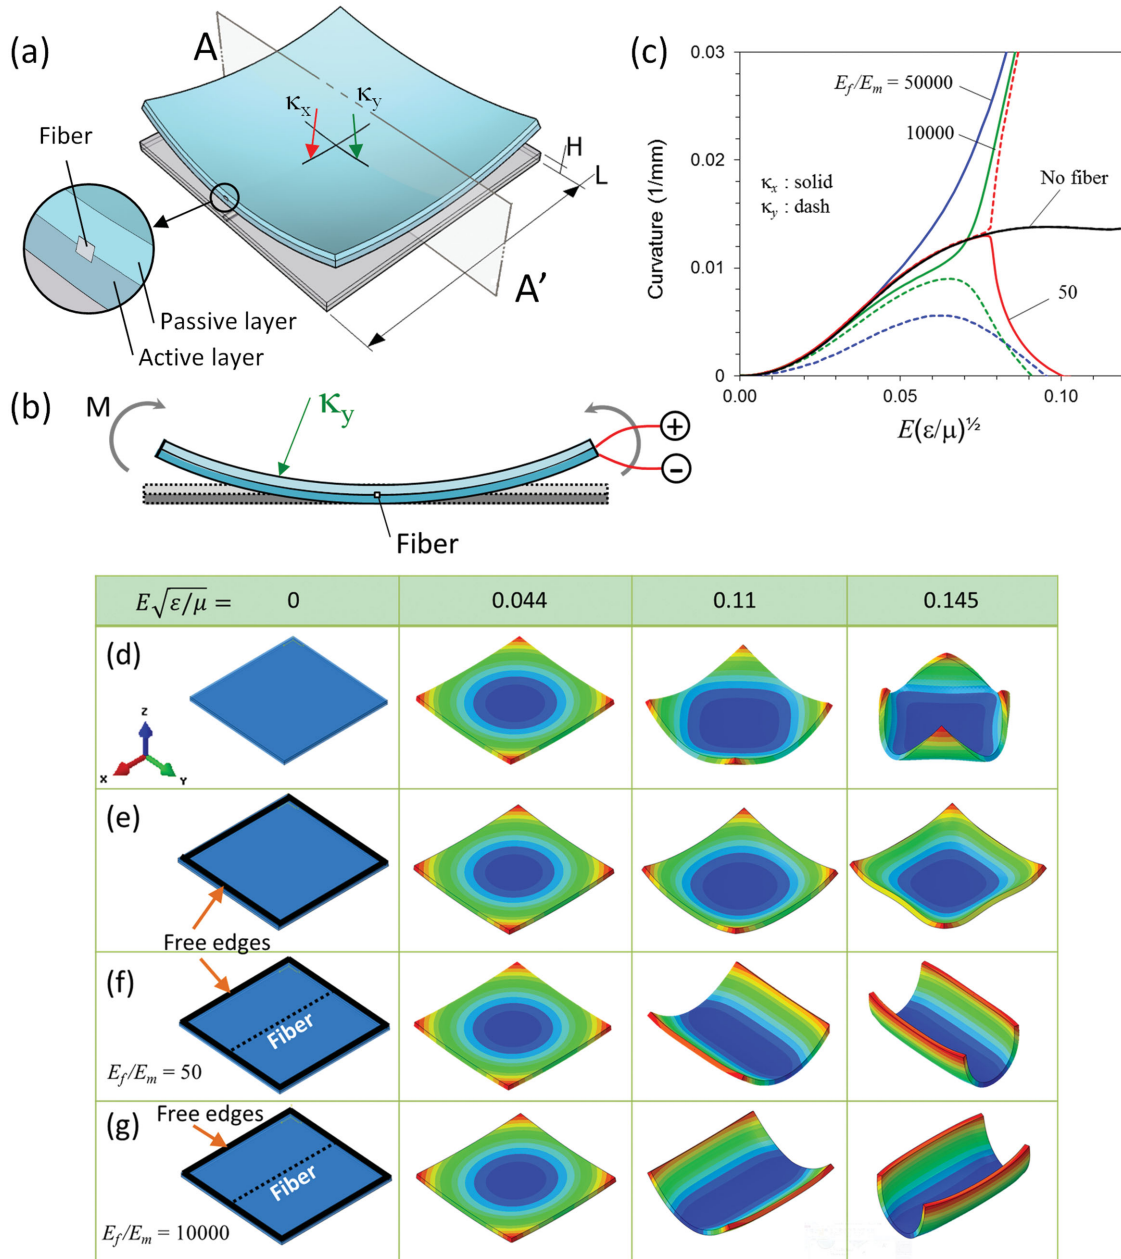 (a)
A
κx
κy
Fiber
H
L
A'
Passive layer
Active layer
(b)
M
κy
+
−
Fiber
(c)
Curvature (1/mm)
0.03
0.02
0.01
0
0.00
0.05
0.10
E(ε/μ)^½
Ef/Em = 50000
10000
κx : solid
κy : dash
No fiber
50
E√ε/μ = 0 0.044 0.11 0.145
(d)
Z
X
Y
(e)
Free edges
(f)
Fiber
Ef/Em = 50
Free edges
(g)
Fiber
Ef/Em = 10000